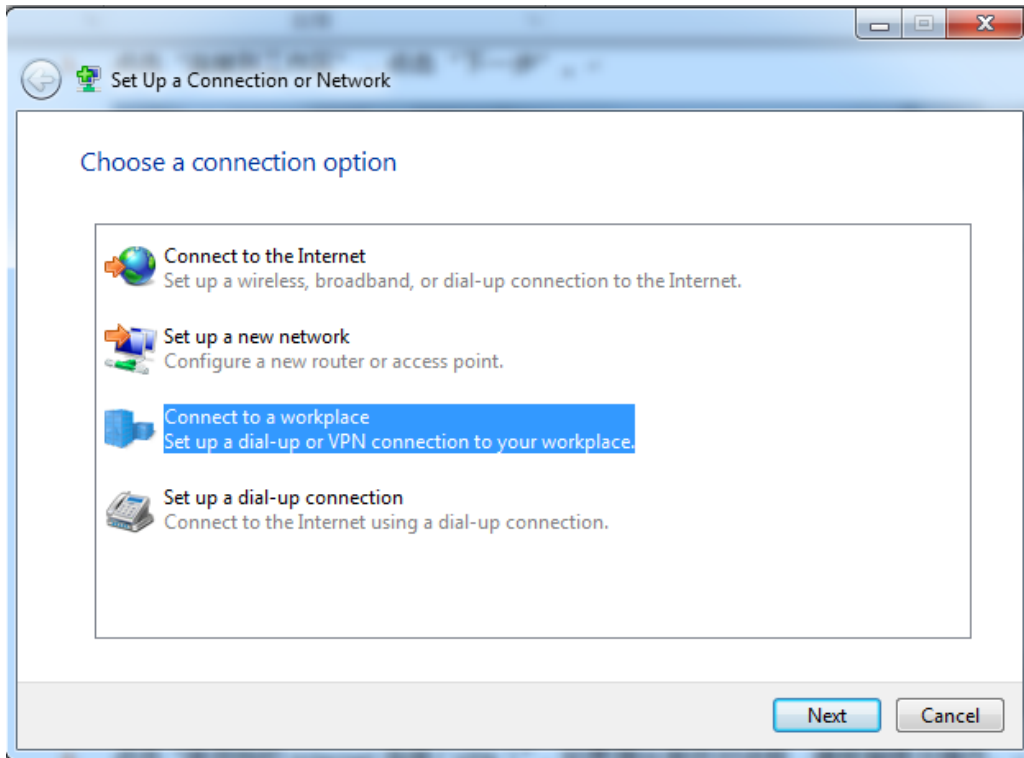 Set Up a Connection or Network
Choose a connection option
Connect to the Internet
Set up a wireless, broadband, or dial-up connection to the Internet.
Set up a new network
Configure a new router or access point.
Connect to a workplace
Set up a dial-up or VPN connection to your workplace.
Set up a dial-up connection
Connect to the Internet using a dial-up connection.
Next
Cancel